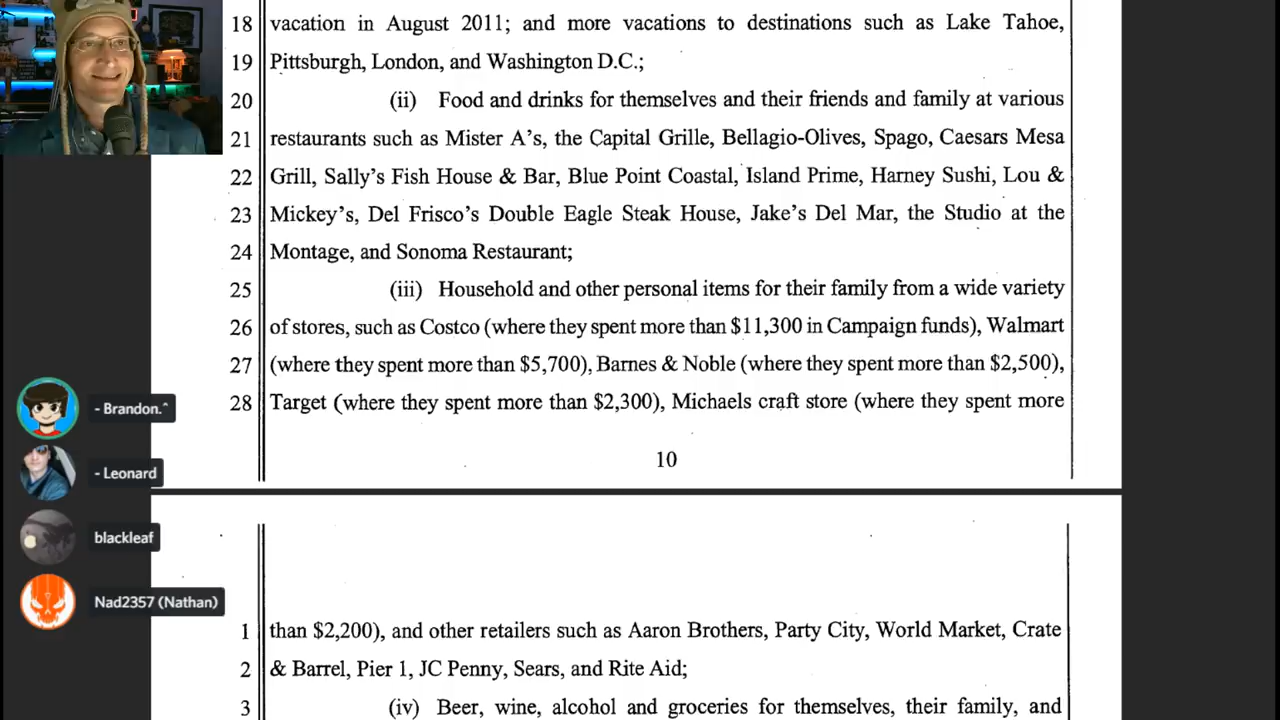 18 vacation in August 2011; and more vacations to destinations such as Lake Tahoe,
19 Pittsburgh, London, and Washington D.C.;
20 (ii) Food and drinks for themselves and their friends and family at various
21 restaurants such as Mister A's, the Capital Grille, Bellagio-Olives, Spago, Caesars Mesa
22 Grill, Sally's Fish House & Bar, Blue Point Coastal, Island Prime, Harney Sushi, Lou &
23 Mickey's, Del Frisco's Double Eagle Steak House, Jake's Del Mar, the Studio at the
24 Montage, and Sonoma Restaurant;
25 (iii) Household and other personal items for their family from a wide variety
26 of stores, such as Costco (where they spent more than $11,300 in Campaign funds), Walmart
27 (where they spent more than $5,700), Barnes & Noble (where they spent more than $2,500),
28 Target (where they spent more than $2,300), Michaels craft store (where they spent more
10
- Brandon.^
- Leonard
blackleaf
Nad2357 (Nathan)
1 than $2,200), and other retailers such as Aaron Brothers, Party City, World Market, Crate
2 & Barrel, Pier 1, JC Penny, Sears, and Rite Aid;
3 (iv) Beer, wine, alcohol and groceries for themselves, their family, and